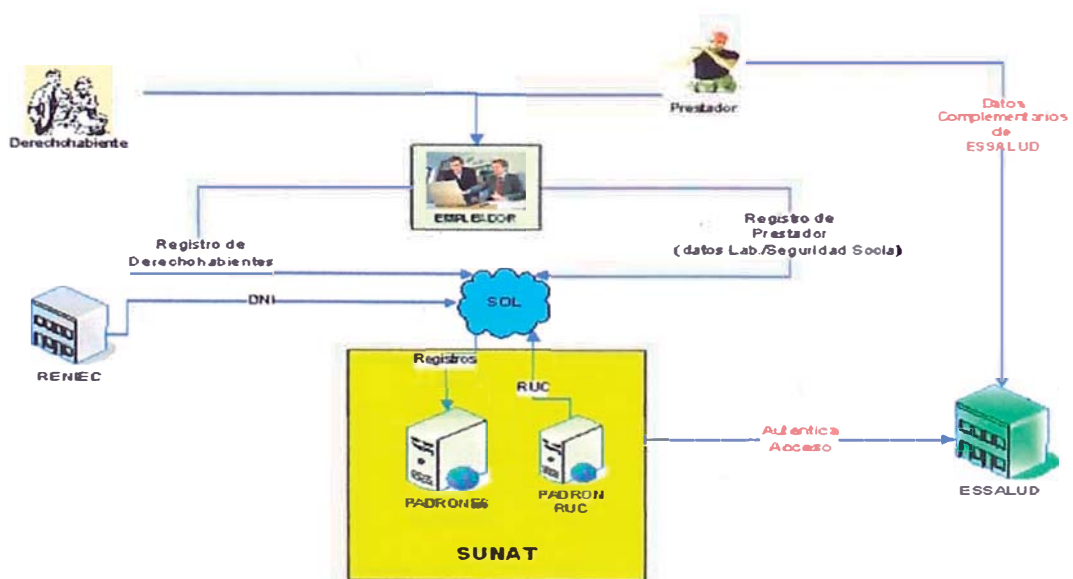 Prestador
Derechohabiente
Datos
Complementarios
de
ESSALUD
EMPLEADOR
Registro de
Derechohabientes
Registro de
Prestador
(datos Lab./Seguridad Social)
DNI
SOL
RENIEC
Registros
RUC
Autentica
Acceso
PADRONES
PADRON
RUC
ESSALUD
SUNAT